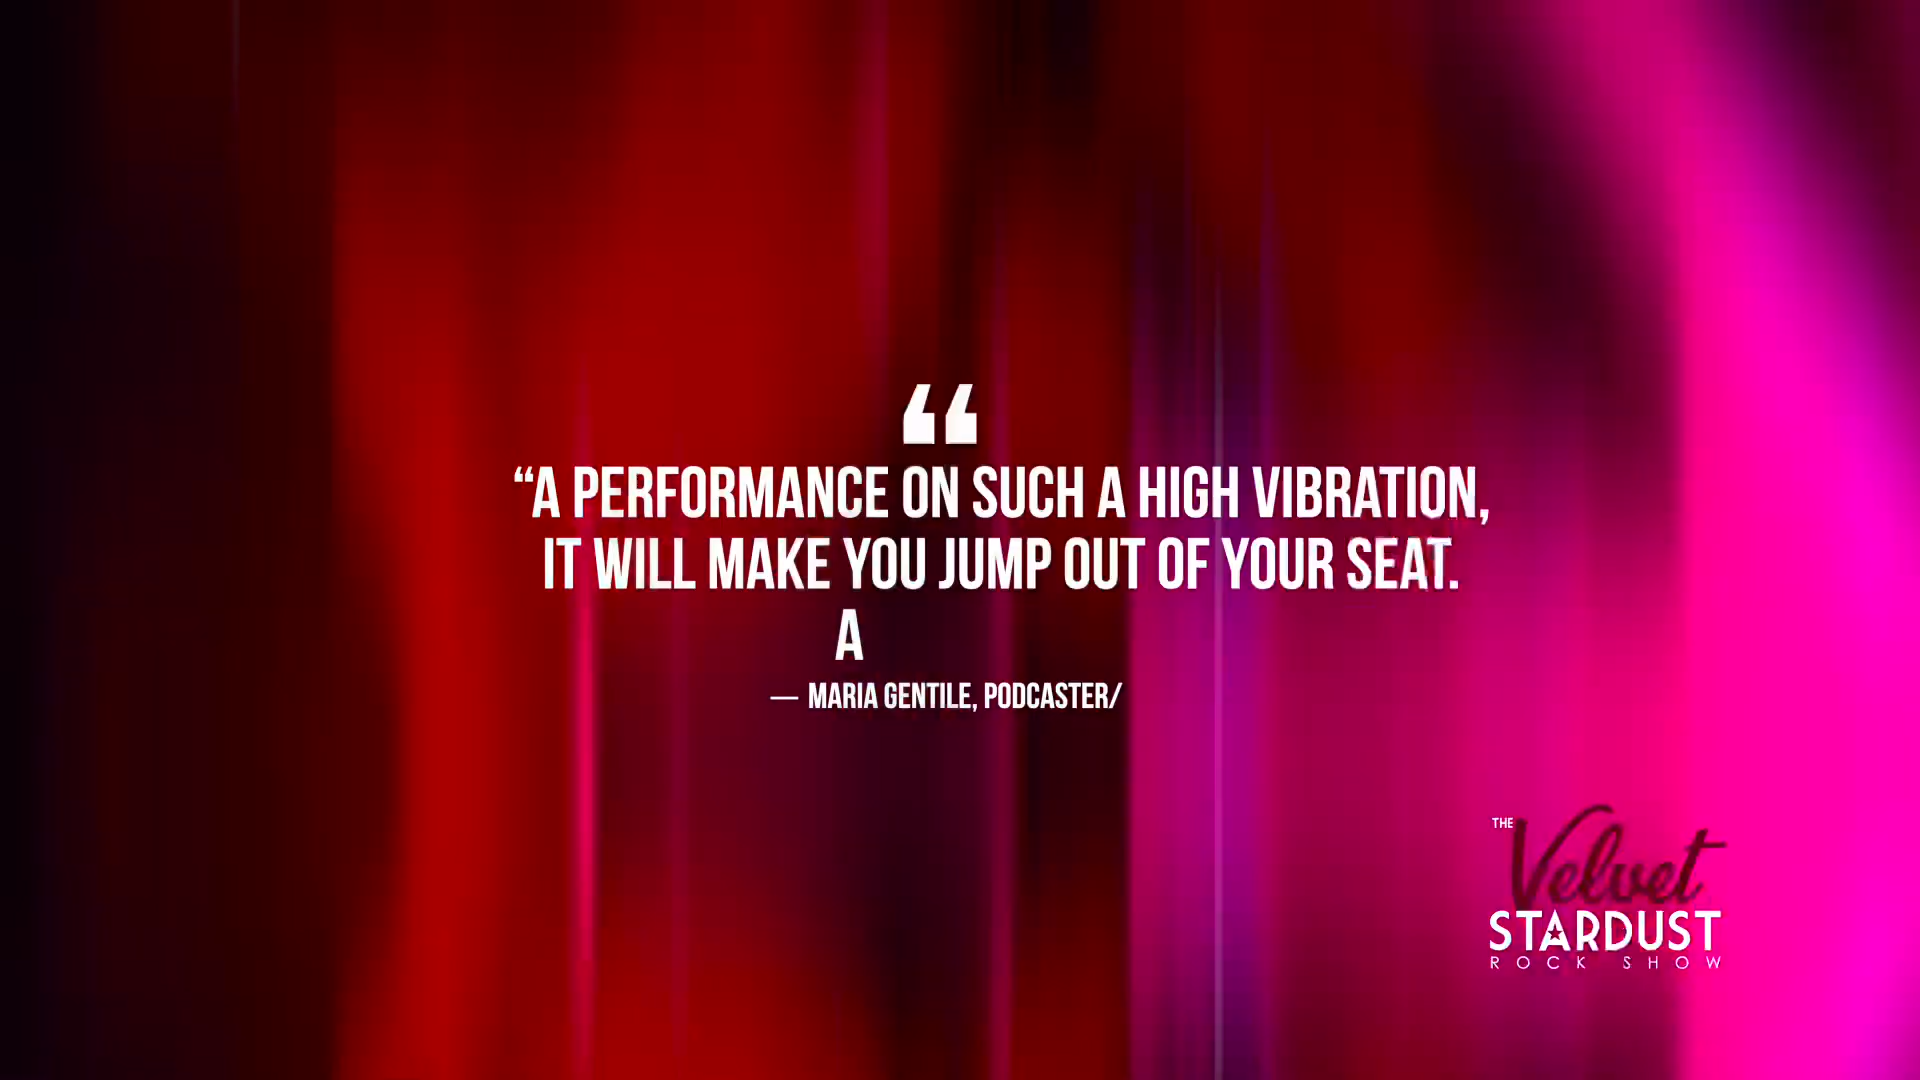 “
“A PERFORMANCE ON SUCH A HIGH VIBRATION,
IT WILL MAKE YOU JUMP OUT OF YOUR SEAT.
A
— MARIA GENTILE, PODCASTER/
THE
Velvet
STARDUST
ROCK SHOW